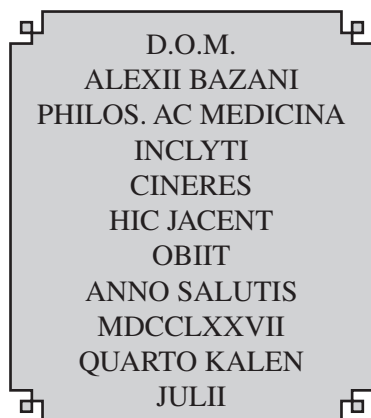 D.O.M.
ALEXII BAZANI
PHILOS. AC MEDICINA
INCLYTI
CINERES
HIC JACENT
OBIIT
ANNO SALUTIS
MDCCLXXVII
QUARTO KALEN
JULII